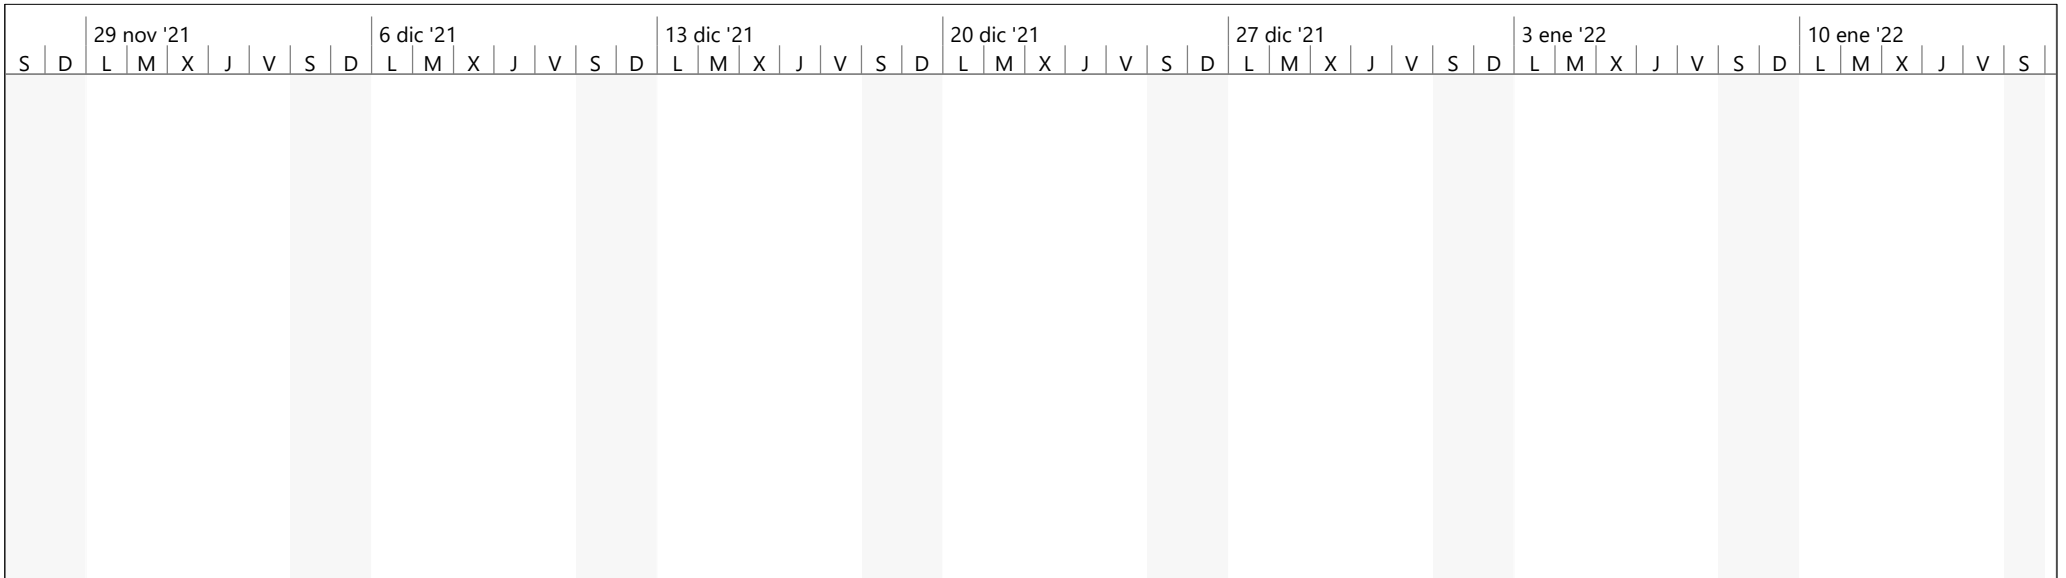 29 nov '21 6 dic '21 13 dic '21 20 dic '21 27 dic '21 3 ene '22 10 ene '22
S D L M X J V S D L M X J V S D L M X J V S D L M X J V S D L M X J V S D L M X J V S D L M X J V S